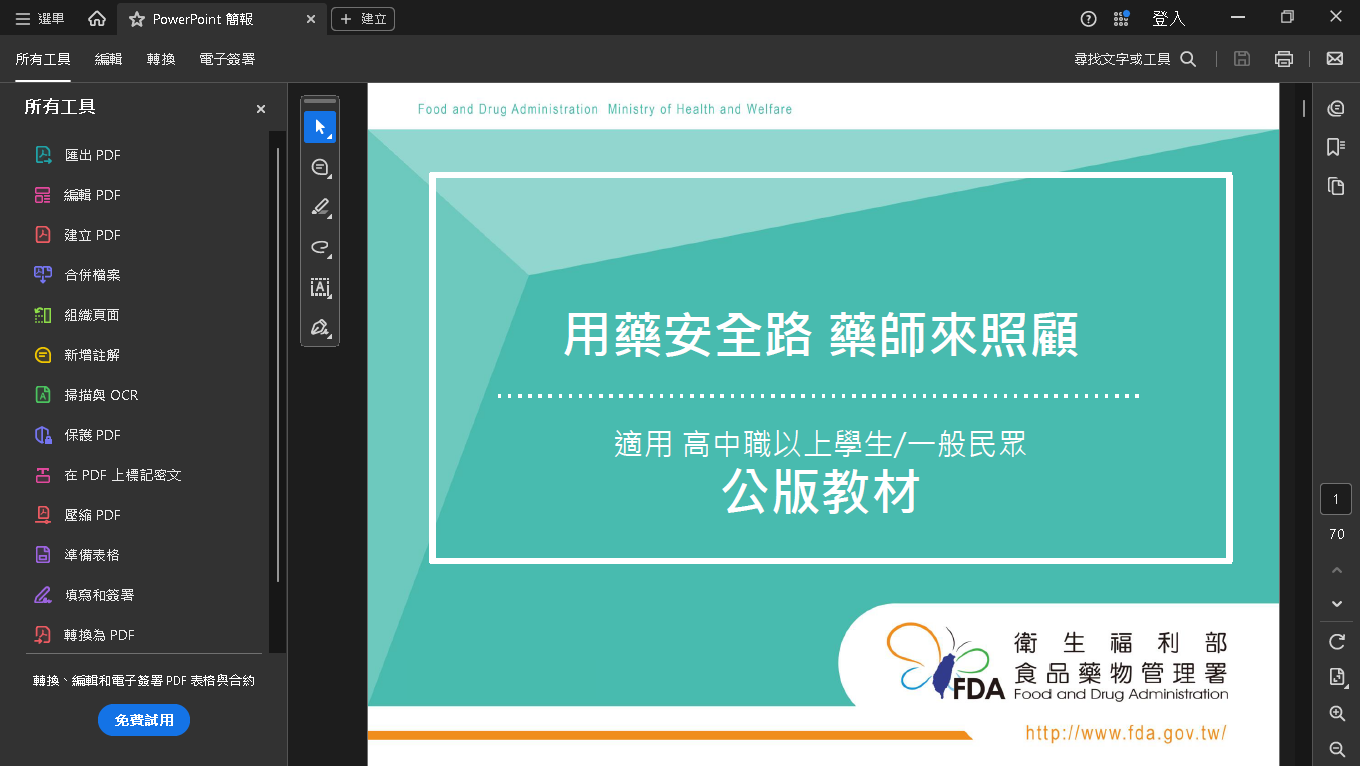 選單
PowerPoint 簡報
建立
登入
所有工具
編輯
轉換
電子簽署
尋找文字或工具
所有工具
匯出 PDF
編輯 PDF
建立 PDF
合併檔案
組織頁面
新增註解
掃描與 OCR
保護 PDF
在 PDF 上標記密文
壓縮 PDF
準備表格
填寫和簽署
轉換為 PDF
轉換、編輯和電子簽署 PDF 表格與合約
免費試用
Food and Drug Administration Ministry of Health and Welfare
用藥安全路 藥師來照顧
適用 高中職以上學生/一般民眾
公版教材
FDA
衛生福利部
食品藥物管理署
Food and Drug Administration
http://www.fda.gov.tw/
1
70